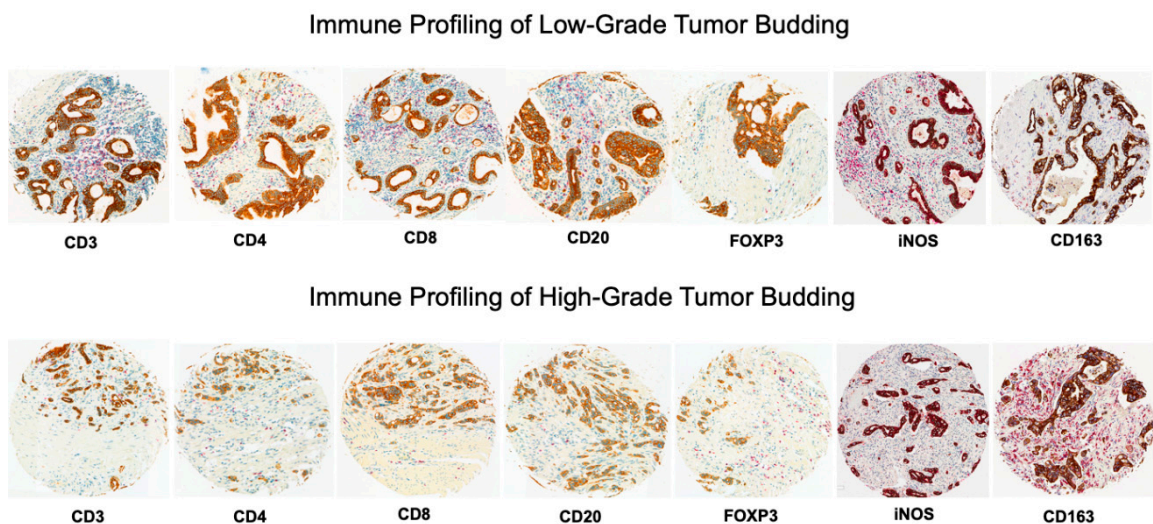 Immune Profiling of Low-Grade Tumor Budding
CD3 CD4 CD8 CD20 FOXP3 iNOS CD163
Immune Profiling of High-Grade Tumor Budding
CD3 CD4 CD8 CD20 FOXP3 iNOS CD163